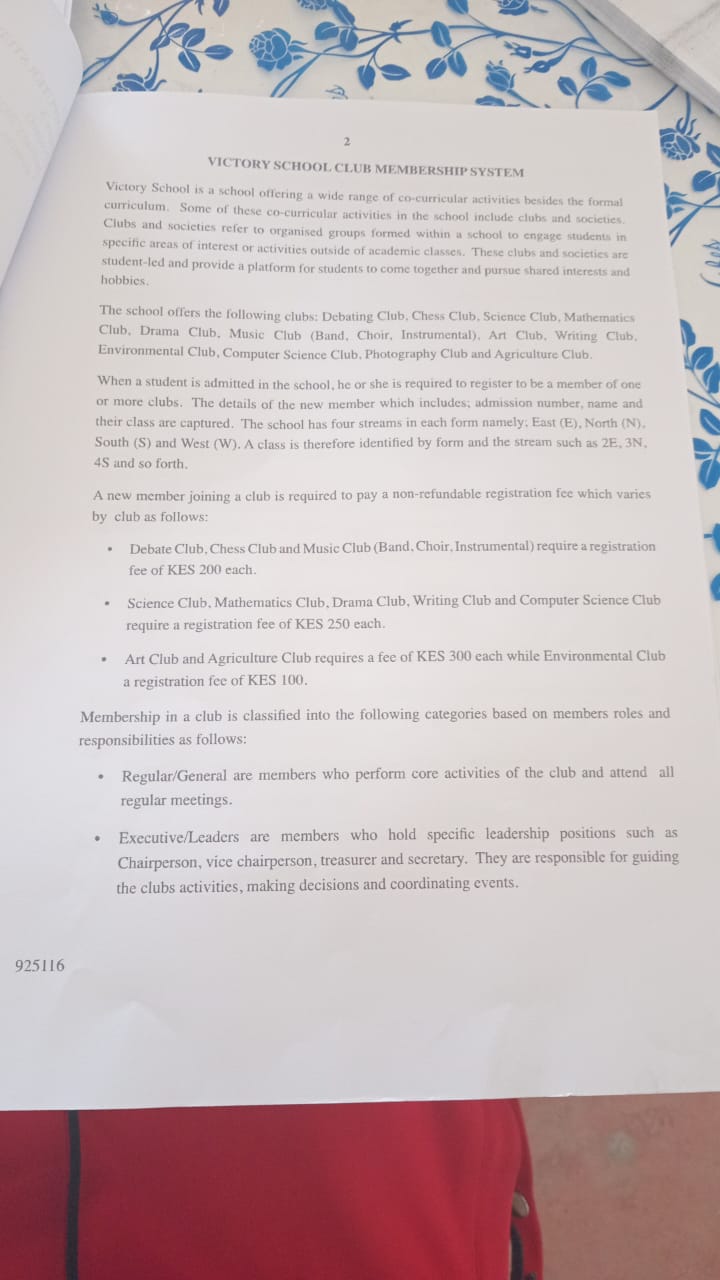 2
VICTORY SCHOOL CLUB MEMBERSHIP SYSTEM
Victory School is a school offering a wide range of co-curricular activities besides the formal
curriculum. Some of these co-curricular activities in the school include clubs and societies.
Clubs and societies refer to organised groups formed within a school to engage students in
specific areas of interest or activities outside of academic classes. These clubs and societies are
student-led and provide a platform for students to come together and pursue shared interests and
hobbies.
The school offers the following clubs: Debating Club, Chess Club, Science Club, Mathematics
Club, Drama Club, Music Club (Band, Choir, Instrumental), Art Club, Writing Club,
Environmental Club, Computer Science Club, Photography Club and Agriculture Club.
When a student is admitted in the school, he or she is required to register to be a member of one
or more clubs. The details of the new member which includes; admission number, name and
their class are captured. The school has four streams in each form namely; East (E), North (N),
South (S) and West (W). A class is therefore identified by form and the stream such as 2E, 3N,
4S and so forth.
A new member joining a club is required to pay a non-refundable registration fee which varies
by club as follows:
• Debate Club, Chess Club and Music Club (Band, Choir, Instrumental) require a registration
fee of KES 200 each.
• Science Club, Mathematics Club, Drama Club, Writing Club and Computer Science Club
require a registration fee of KES 250 each.
• Art Club and Agriculture Club requires a fee of KES 300 each while Environmental Club
a registration fee of KES 100.
Membership in a club is classified into the following categories based on members roles and
responsibilities as follows:
• Regular/General are members who perform core activities of the club and attend all
regular meetings.
• Executive/Leaders are members who hold specific leadership positions such as
Chairperson, vice chairperson, treasurer and secretary. They are responsible for guiding
the clubs activities, making decisions and coordinating events.
925116